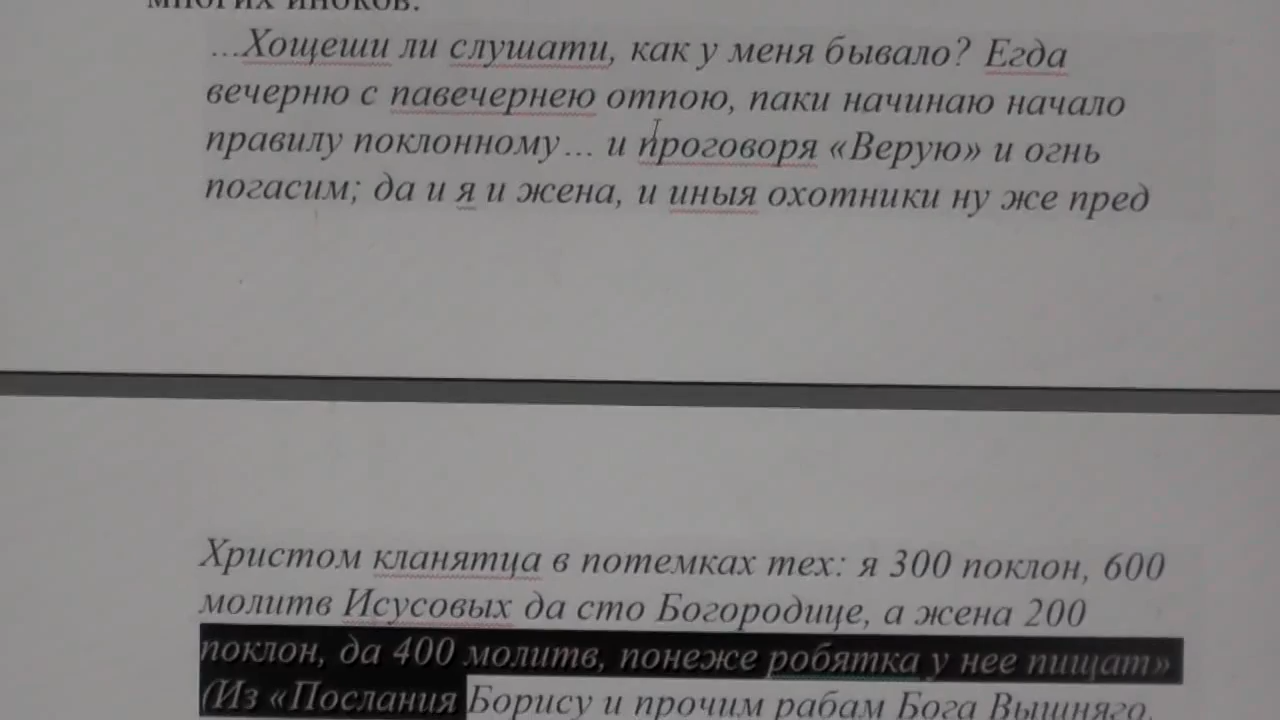 многих иноков.
...Хощеши ли слушати, как у меня бывало? Егда
вечерню с павечернею отпою, паки начинаю начало
правилу поклонному... и проговоря «Верую» и огнь
погасим; да и я и жена, и иныя охотники ну же пред
Христом кланятца в потемках тех: я 300 поклон, 600
молитв Исусовых да сто Богородице, а жена 200
поклон, да 400 молитв, понеже робятка у нее пищат»
(Из «Послания Борису и прочим рабам Бога Вышняго.